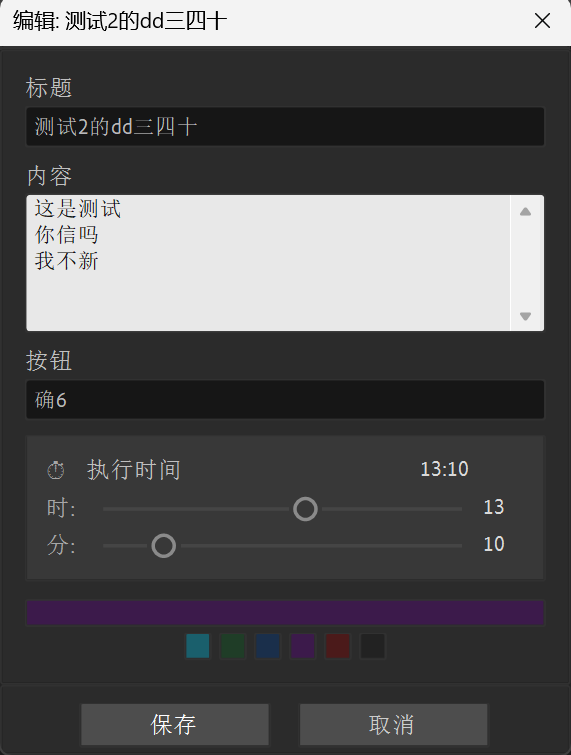 编辑: 测试2的dd三四十
标题
测试2的dd三四十
内容
这是测试
你信吗
我不新
按钮
确6
执行时间 13:10
时: 13
分: 10
保存 取消